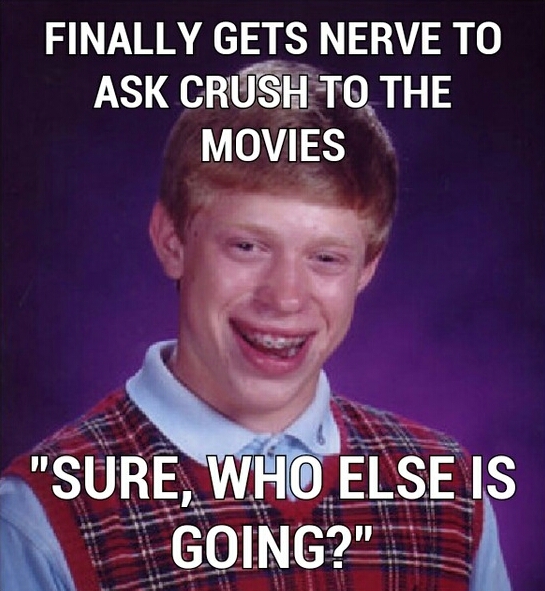 FINALLY GETS NERVE TO
ASK CRUSH TO THE
MOVIES
"SURE, WHO ELSE IS
GOING?"